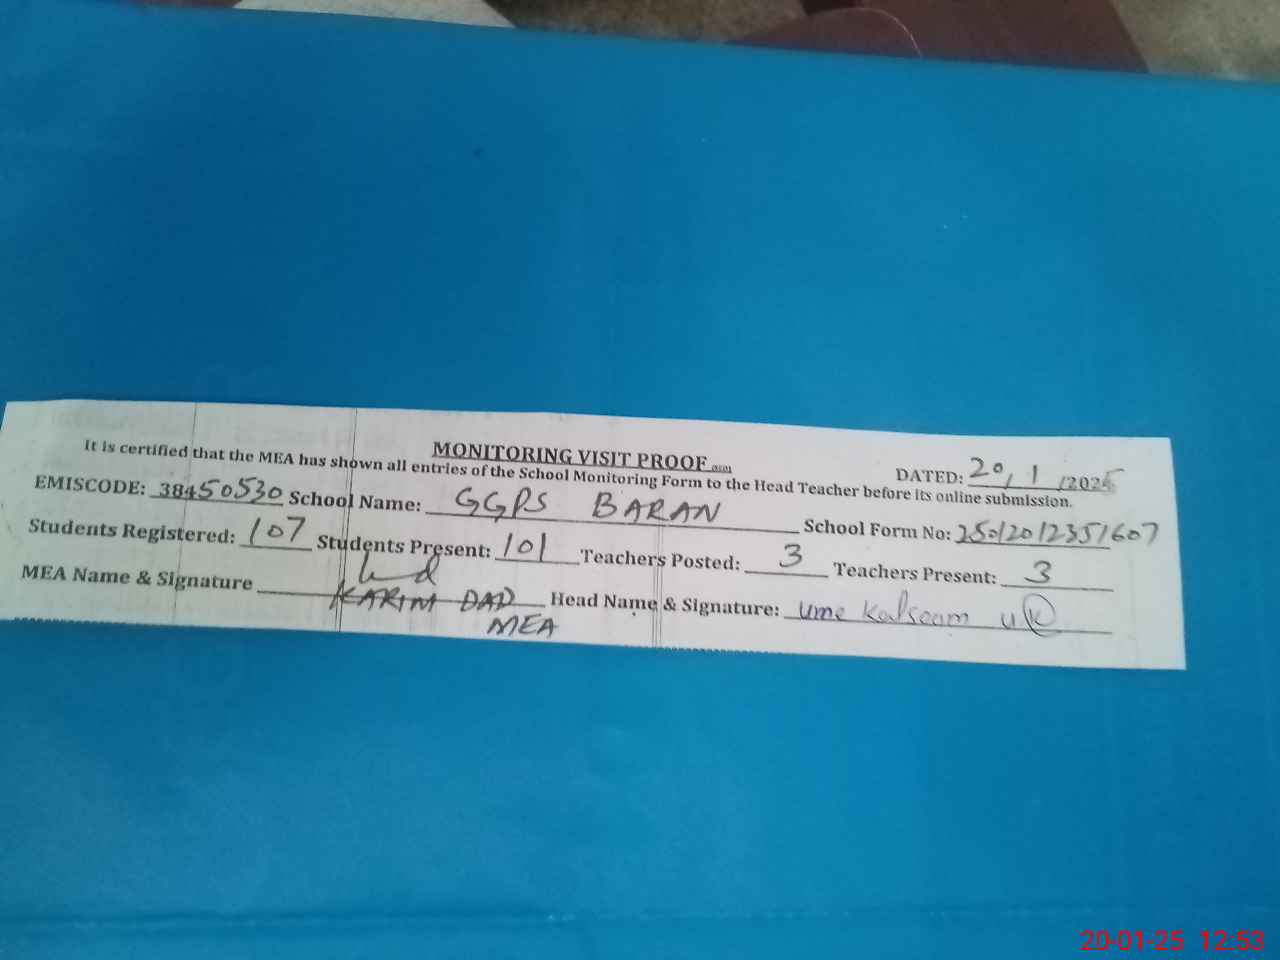 MONITORING VISIT PROOF
DATED: 20, 1 /2025
It is certified that the MEA has shown all entries of the School Monitoring Form to the Head Teacher before its online submission.
EMISCODE: 38450530 School Name: GGPS BARAN School Form No: 25012012351607
Students Registered: 107 Students Present: 101 Teachers Posted: 3 Teachers Present: 3
MEA Name & Signature KARIM DAD Head Name & Signature: ume Kalsoom uk
MEA
20-01-25 12:53